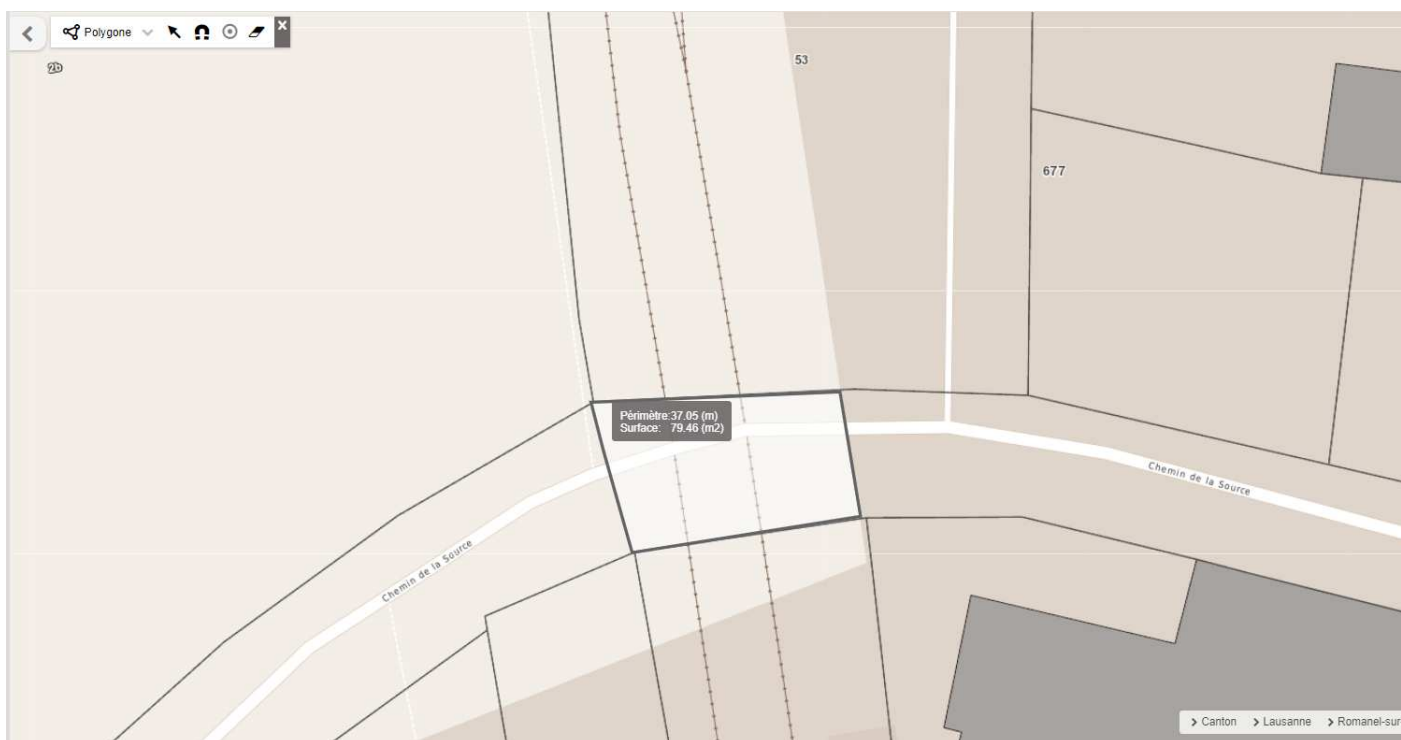 Polygone
53
677
Périmètre:37.05 (m)
Surface: 79.46 (m2)
Chemin de la Source
Chemin de la Source
> Canton > Lausanne > Romanel-sur